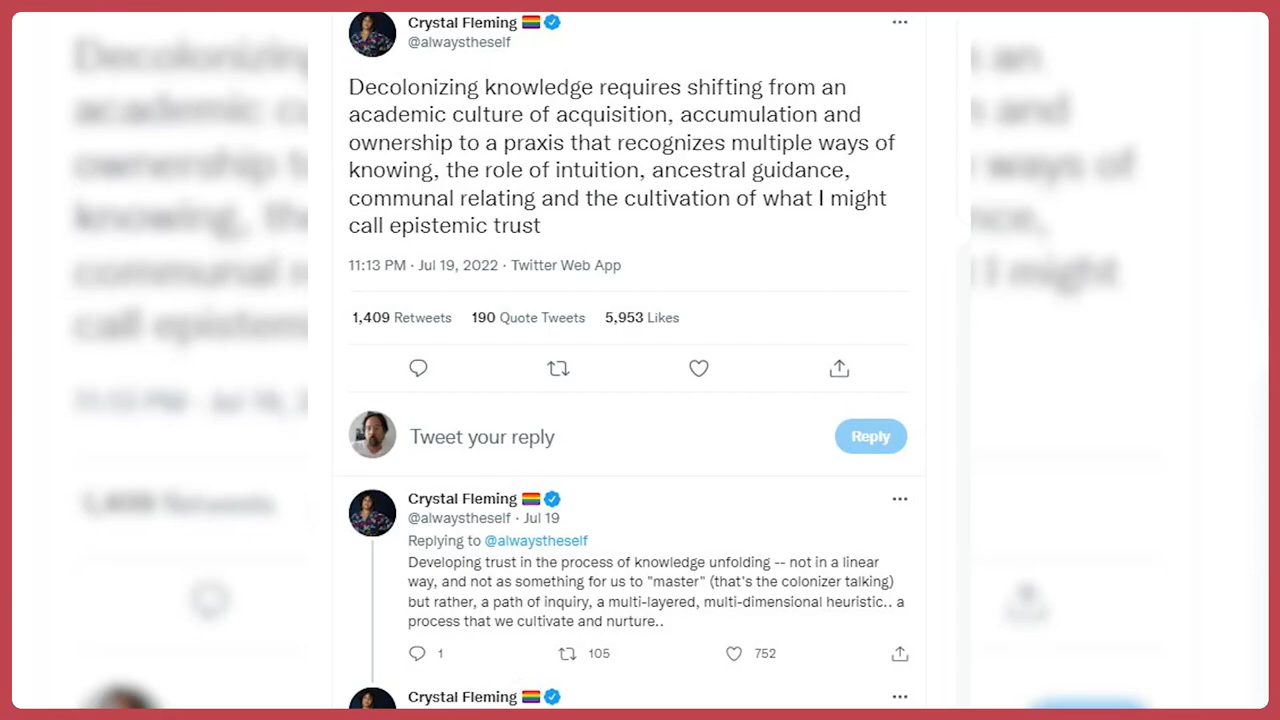 Crystal Fleming
@alwaystheself
Decolonizing knowledge requires shifting from an
academic culture of acquisition, accumulation and
ownership to a praxis that recognizes multiple ways of
knowing, the role of intuition, ancestral guidance,
communal relating and the cultivation of what I might
call epistemic trust
11:13 PM · Jul 19, 2022 · Twitter Web App
1,409 Retweets 190 Quote Tweets 5,953 Likes
Tweet your reply
Reply
Crystal Fleming
@alwaystheself · Jul 19
Replying to @alwaystheself
Developing trust in the process of knowledge unfolding -- not in a linear
way, and not as something for us to "master" (that's the colonizer talking)
but rather, a path of inquiry, a multi-layered, multi-dimensional heuristic.. a
process that we cultivate and nurture..
1 105 752
Crystal Fleming